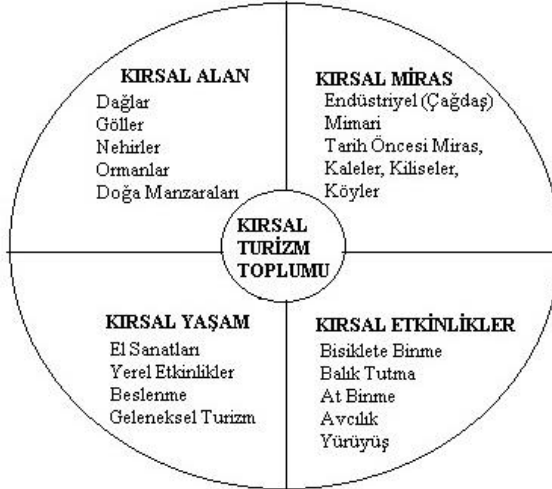 KIRSAL ALAN
Dağlar
Göller
Nehirler
Ormanlar
Doğa Manzaraları
KIRSAL MİRAS
Endüstriyel (Çağdaş)
Mimari
Tarih Öncesi Miras,
Kaleler, Kiliseler,
Köyler
KIRSAL
TURİZM
TOPLUMU
KIRSAL YAŞAM
El Sanatları
Yerel Etkinlikler
Beslenme
Geleneksel Turizm
KIRSAL ETKİNLİKLER
Bisiklete Binme
Balık Tutma
At Binme
Avcılık
Yürüyüş